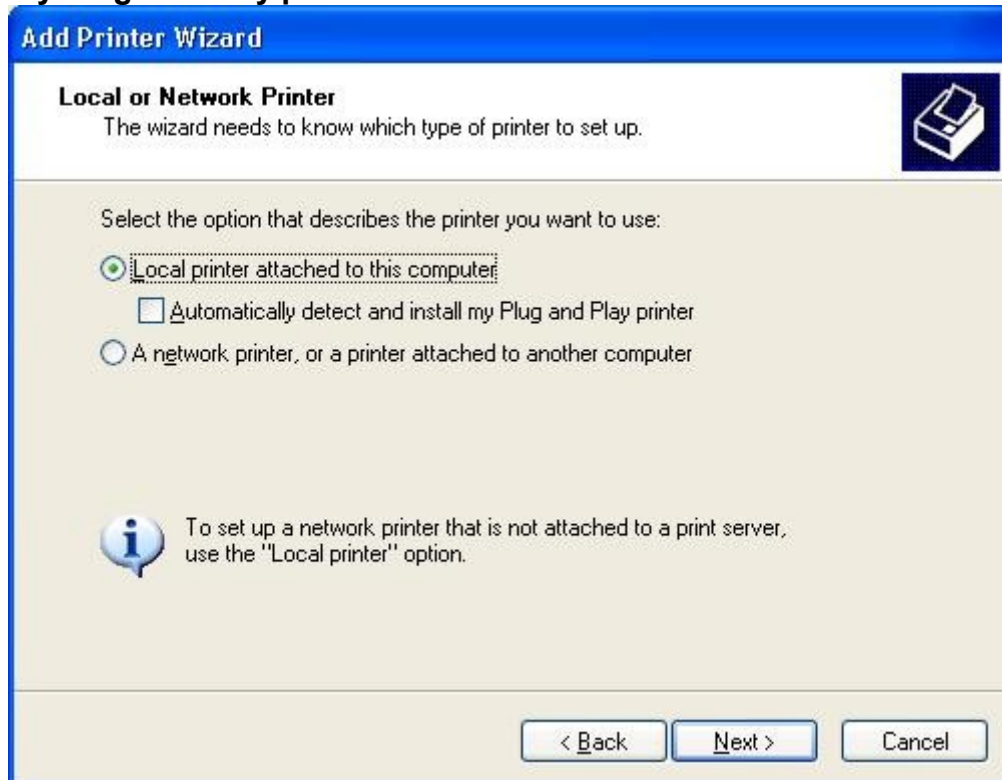 Add Printer Wizard
Local or Network Printer
The wizard needs to know which type of printer to set up.
Select the option that describes the printer you want to use:
Local printer attached to this computer
Automatically detect and install my Plug and Play printer
A network printer, or a printer attached to another computer
To set up a network printer that is not attached to a print server,
use the "Local printer" option.
< Back
Next >
Cancel